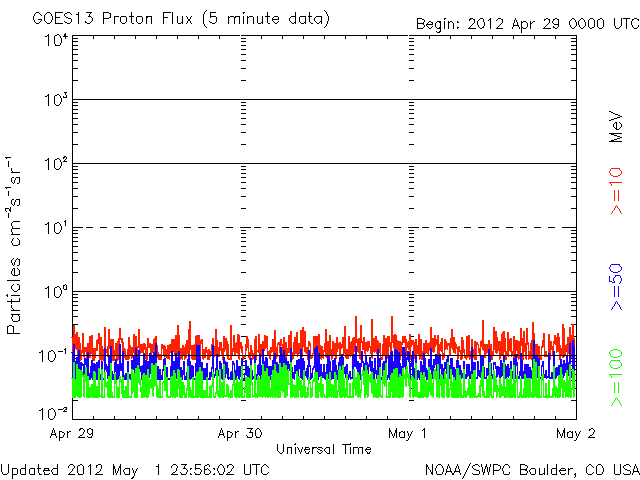 GOES13 Proton Flux (5 minute data)
Begin: 2012 Apr 29 0000 UTC
10⁴
10³
10²
10¹
10⁰
10⁻¹
10⁻²
Particles cm⁻²s⁻¹sr⁻¹
MeV
>=10
>=50
>=100
Apr 29
Apr 30
May 1
May 2
Universal Time
Updated 2012 May  1 23:56:02 UTC
NOAA/SWPC Boulder, CO USA